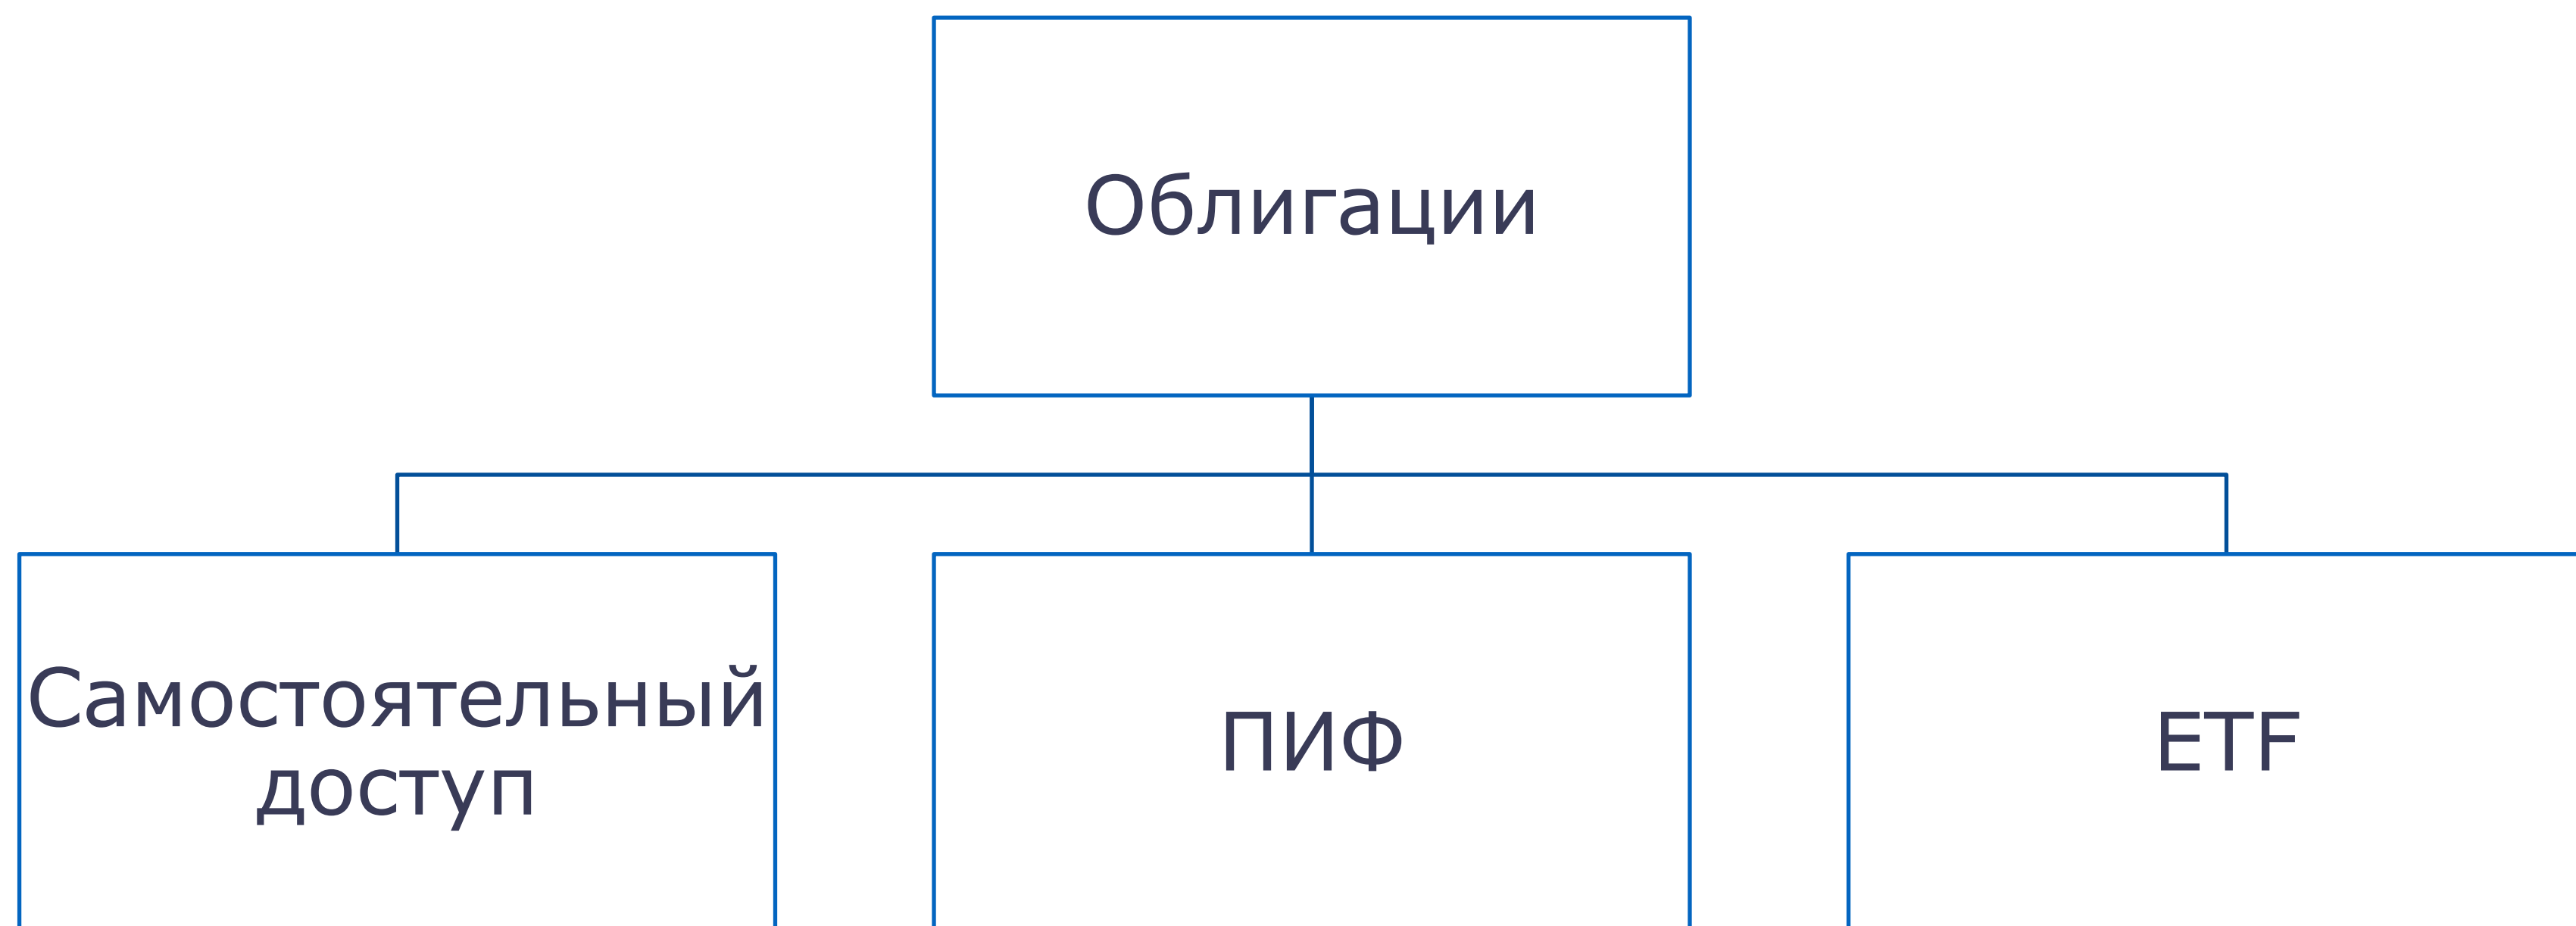 Облигации
Самостоятельный
доступ
ПИФ
ETF